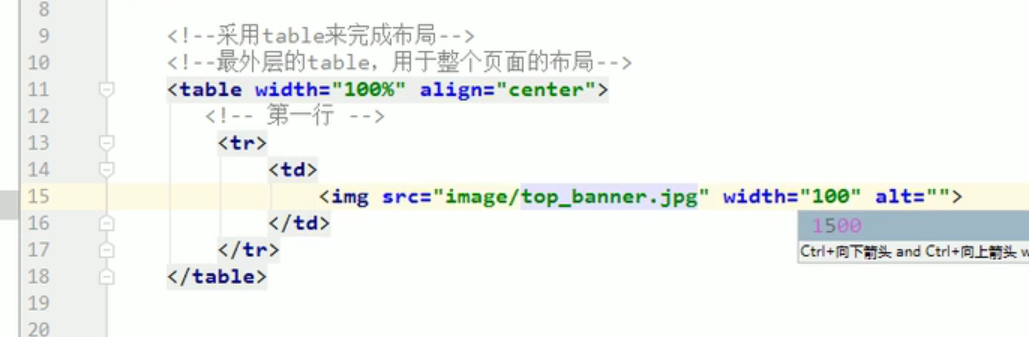 8
9 <!--采用table来完成布局-->
10 <!--最外层的table，用于整个页面的布局-->
11 <table width="100%" align="center">
12 <!-- 第一行 -->
13 <tr>
14 <td>
15 <img src="image/top_banner.jpg" width="100" alt="">
1500
16 </td>
Ctrl+向下箭头 and Ctrl+向上箭头 w
17 </tr>
18 </table>
19
20